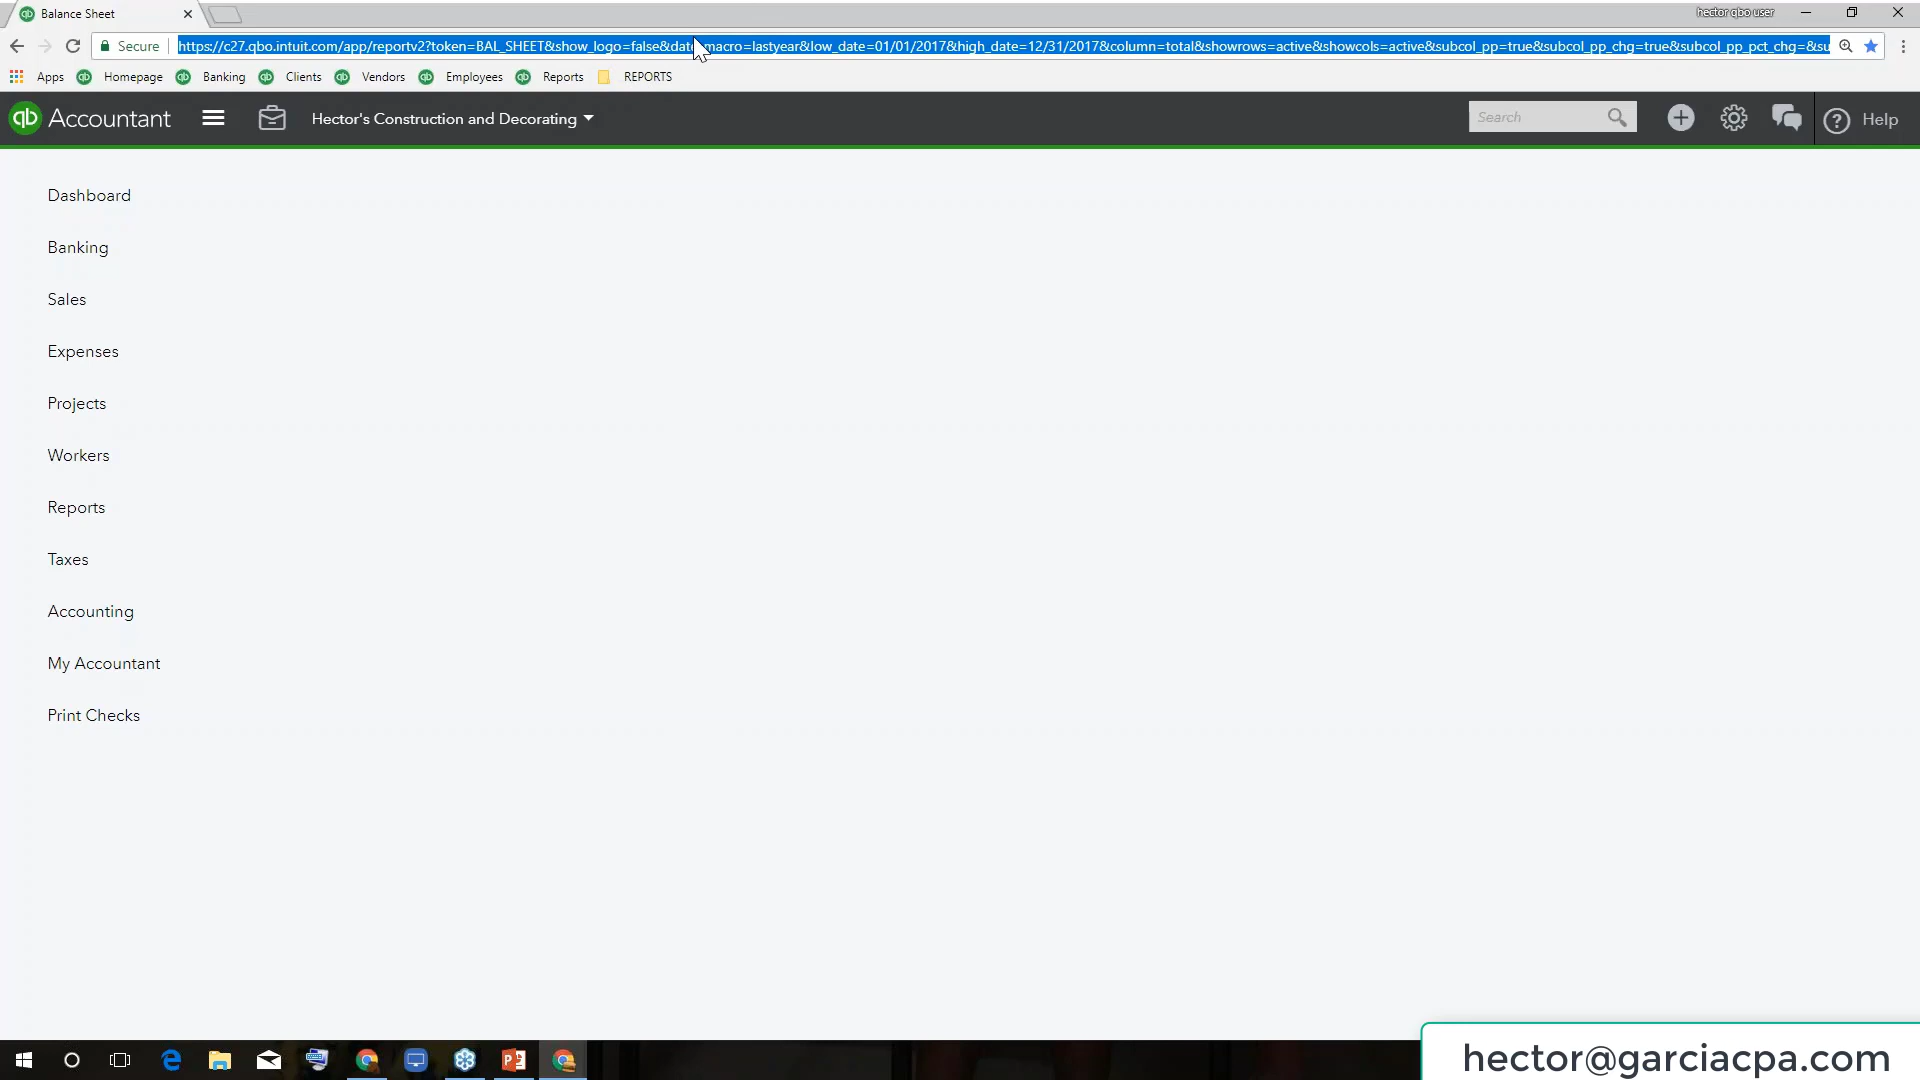 Balance Sheet
hector qbo user
Secure
https://c27.qbo.intuit.com/app/reportv2?token=BAL_SHEET&show_logo=false&date_macro=lastyear&low_date=01/01/2017&high_date=12/31/2017&column=total&showrows=active&showcols=active&subcol_pp=true&subcol_pp_chg=true&subcol_pp_pct_chg=&su
Apps Homepage Banking Clients Vendors Employees Reports REPORTS
qb Accountant Hector's Construction and Decorating Search Help
Dashboard
Banking
Sales
Expenses
Projects
Workers
Reports
Taxes
Accounting
My Accountant
Print Checks
hector@garciacpa.com